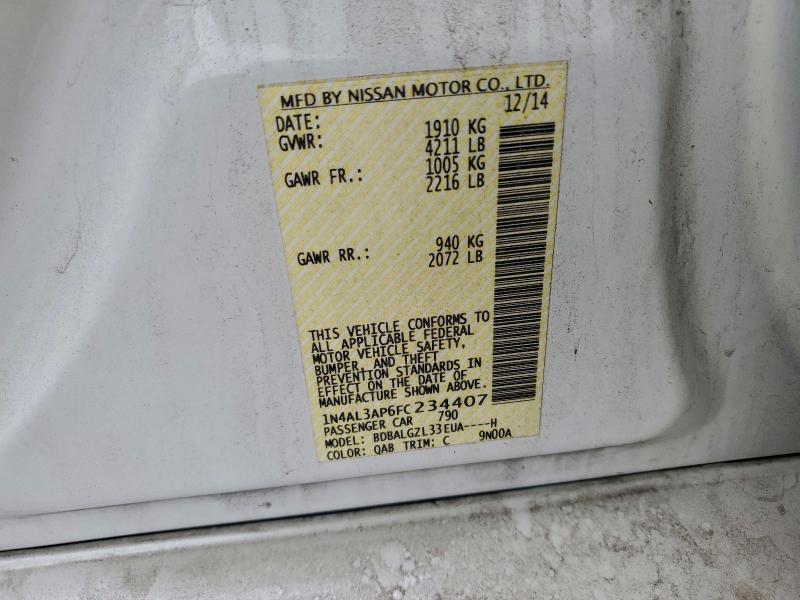 MFD BY NISSAN MOTOR CO., LTD.
DATE: 12/14
GVWR: 1910 KG
4211 LB
GAWR FR.: 1005 KG
2216 LB
GAWR RR.: 940 KG
2072 LB
THIS VEHICLE CONFORMS TO
ALL APPLICABLE FEDERAL
MOTOR VEHICLE SAFETY,
BUMPER, AND THEFT
PREVENTION STANDARDS IN
EFFECT ON THE DATE OF
MANUFACTURE SHOWN ABOVE.
1N4AL3AP6FC234407
PASSENGER CAR 790
MODEL: BDBALGZL33EUA----H
COLOR: QAB TRIM: C 9N00A